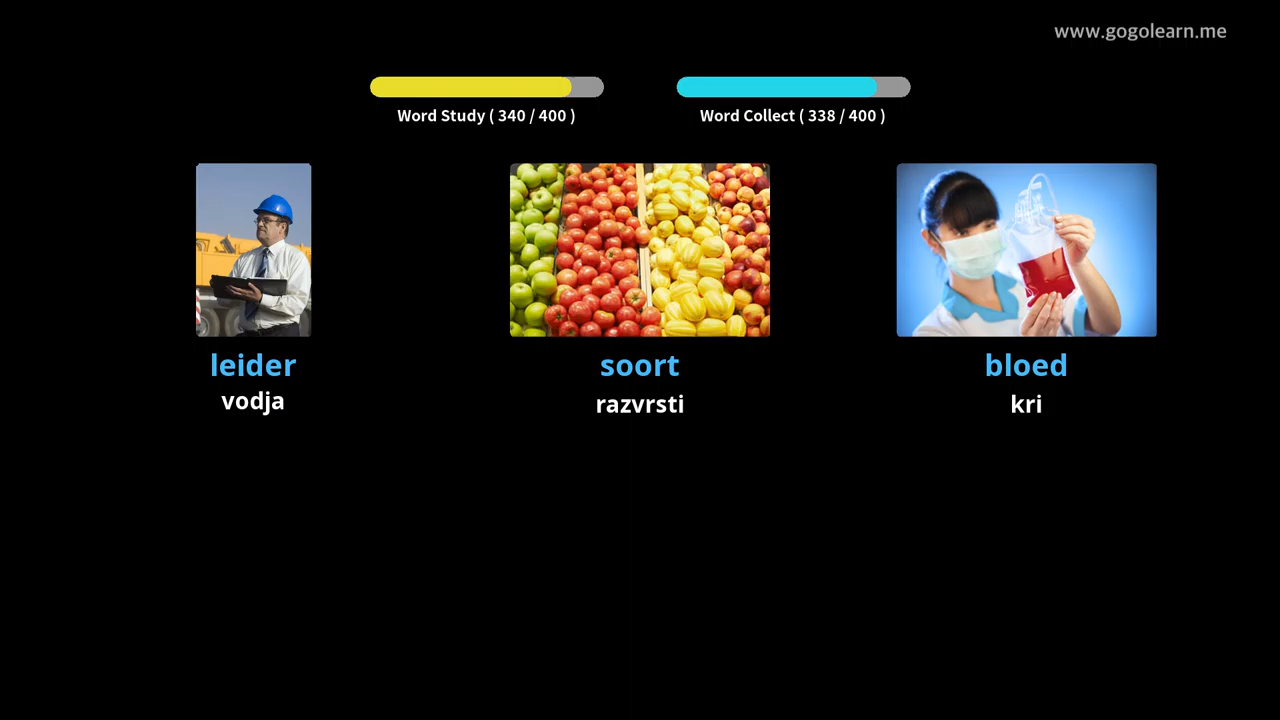 www.gogolearn.me
Word Study ( 340 / 400 )
Word Collect ( 338 / 400 )
leider
vodja
soort
razvrsti
bloed
kri